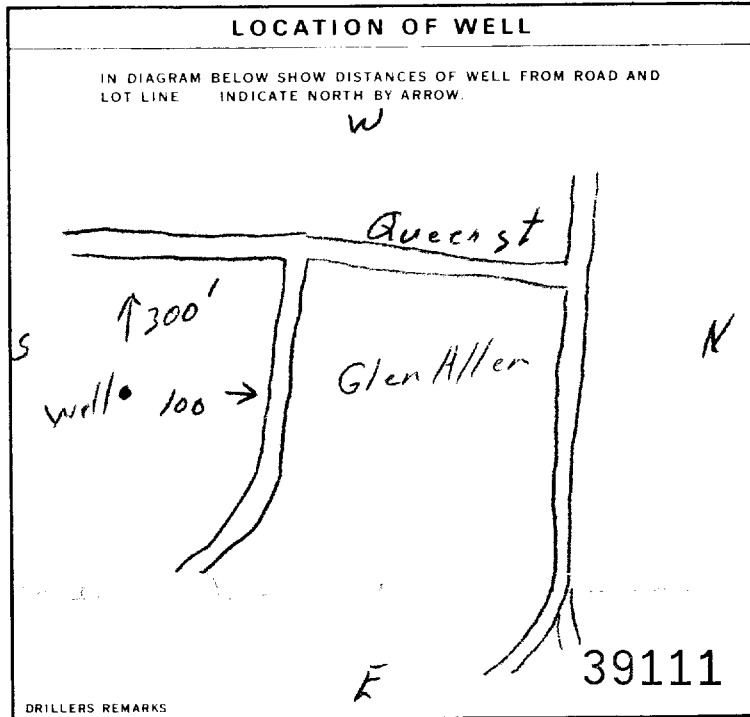 LOCATION OF WELL
IN DIAGRAM BELOW SHOW DISTANCES OF WELL FROM ROAD AND
LOT LINE INDICATE NORTH BY ARROW.
W
Queen st
↑300'
S
N
Glen Allen
well • 100 →
E
39111
DRILLERS REMARKS